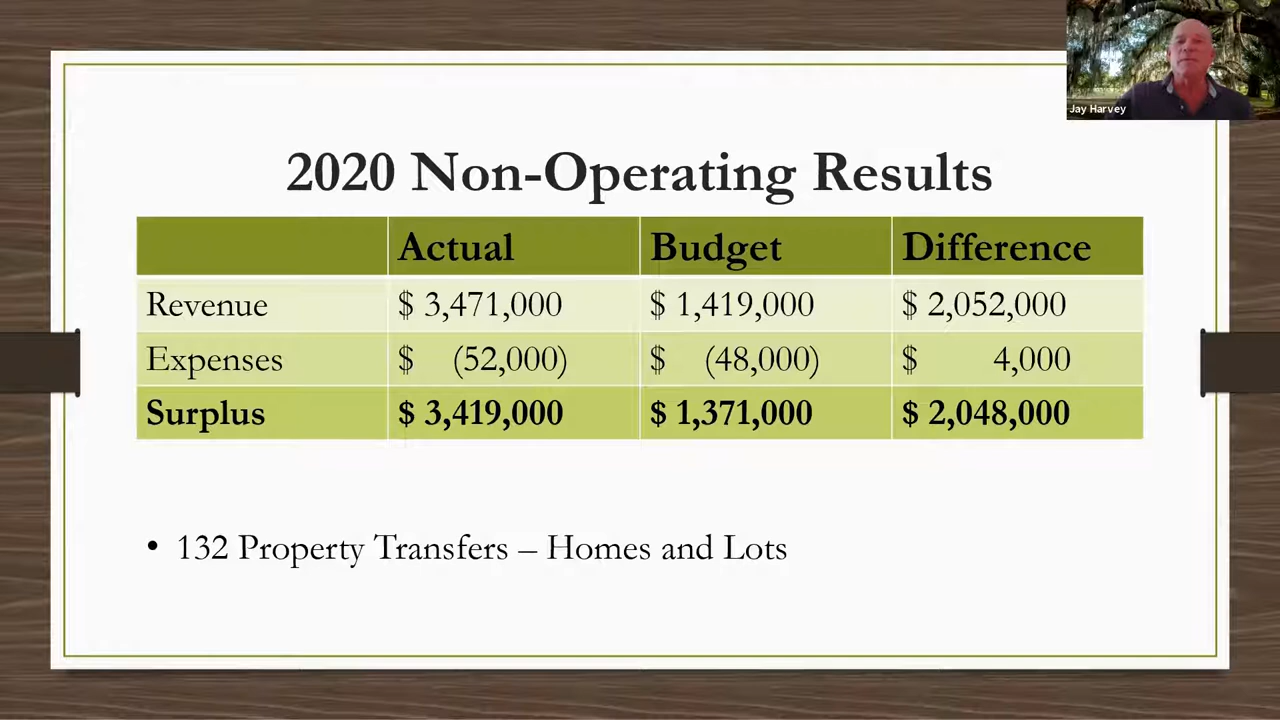 Jay Harvey
2020 Non-Operating Results
Actual Budget Difference
Revenue $ 3,471,000 $ 1,419,000 $ 2,052,000
Expenses $ (52,000) $ (48,000) $ 4,000
Surplus $ 3,419,000 $ 1,371,000 $ 2,048,000
• 132 Property Transfers – Homes and Lots